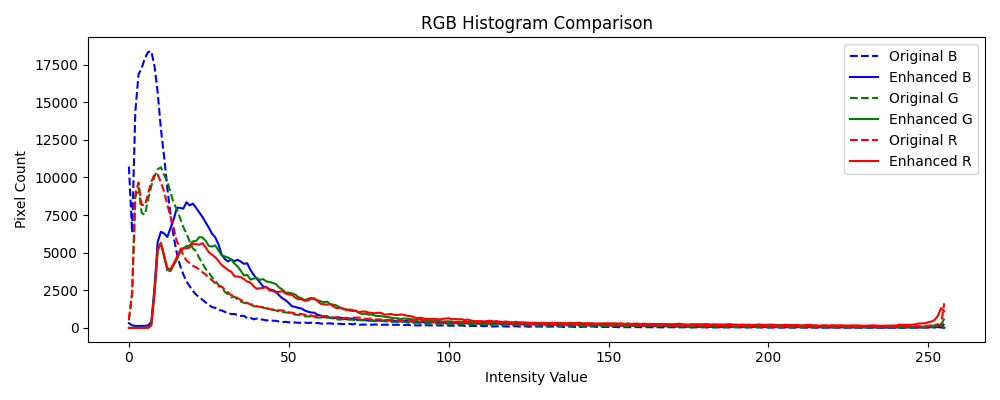 RGB Histogram Comparison
Original B
Enhanced B
Original G
Enhanced G
Original R
Enhanced R
Pixel Count
17500
15000
12500
10000
7500
5000
2500
0
0 50 100 150 200 250
Intensity Value